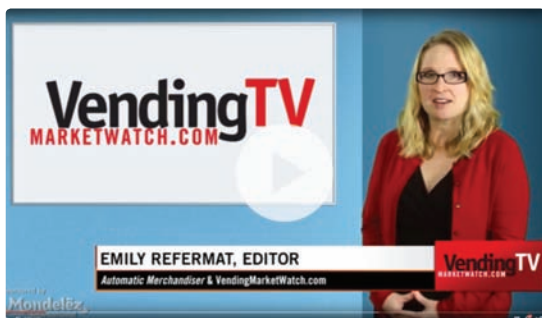 VendingTV
MARKETWATCH.COM
EMILY REFERMAT, EDITOR
Automatic Merchandiser & VendingMarketWatch.com
VendingTV
MARKETWATCH.COM
Mondelēz